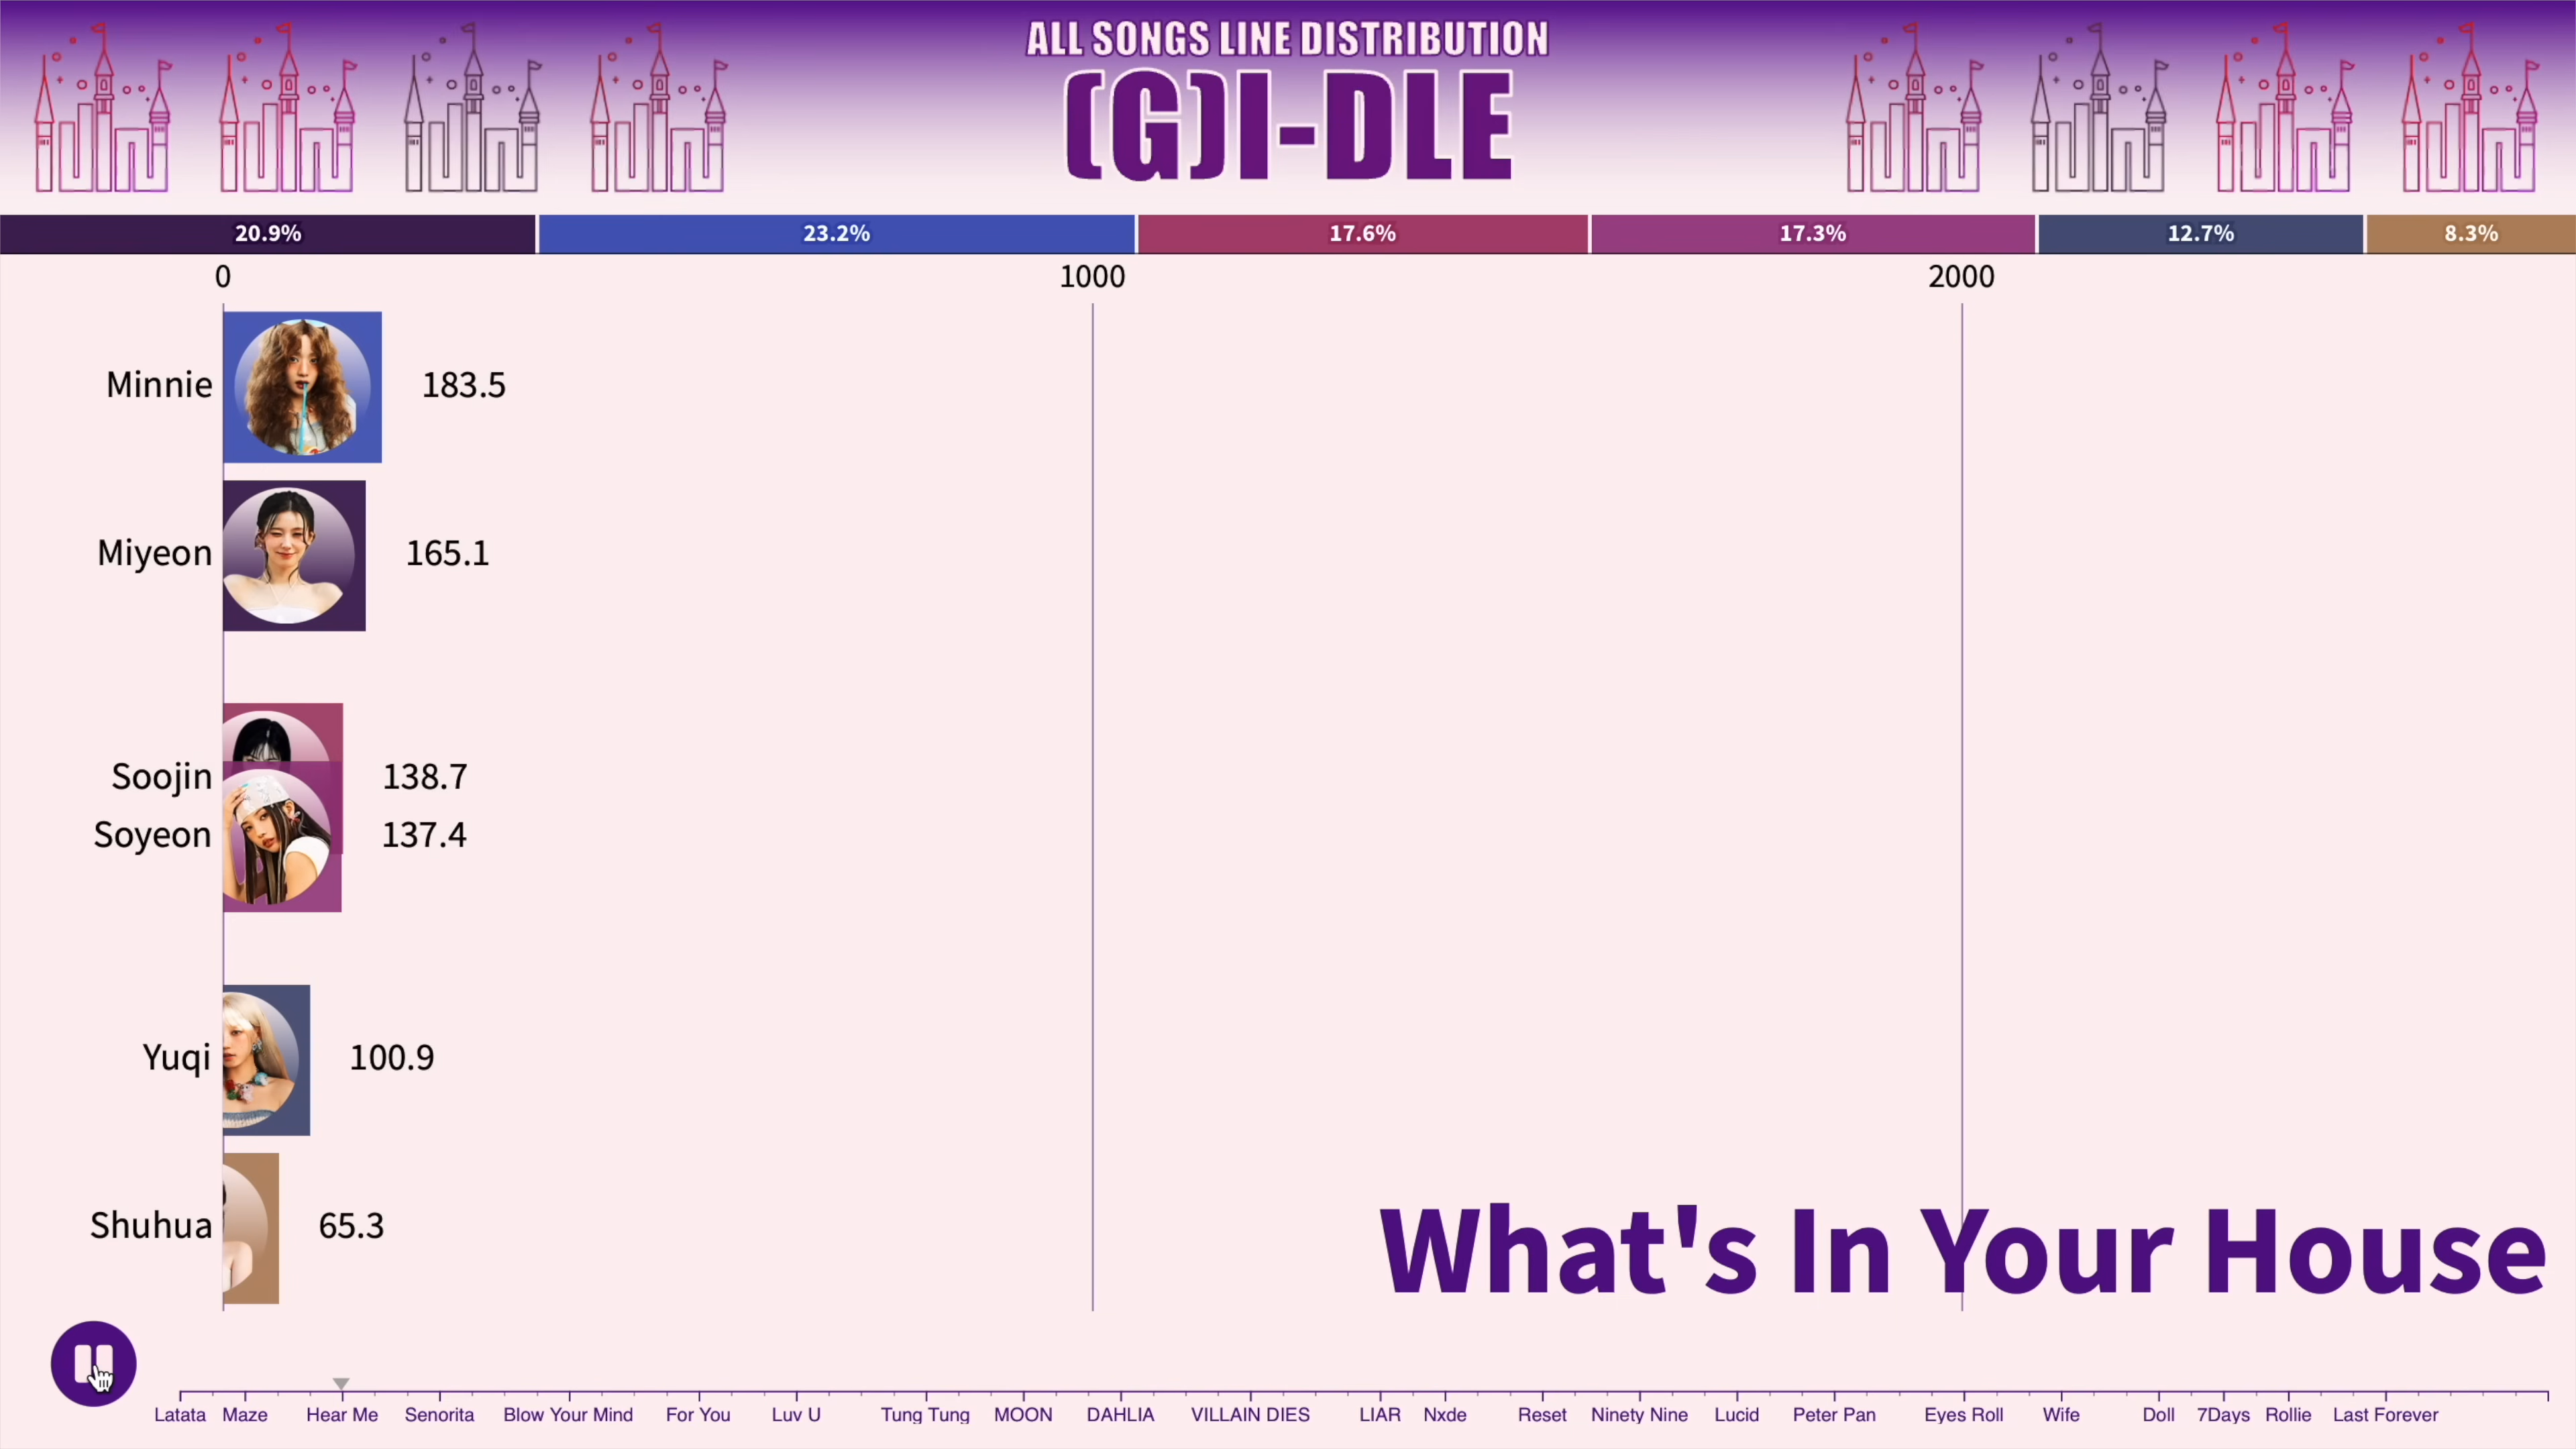 ALL SONGS LINE DISTRIBUTION
(G)I-DLE
20.9% 23.2% 17.6% 17.3% 12.7% 8.3%
0 1000 2000
Minnie 183.5
Miyeon 165.1
Soojin 138.7
Soyeon 137.4
Yuqi 100.9
Shuhua 65.3
What's In Your House
Latata Maze Hear Me Senorita Blow Your Mind For You Luv U Tung Tung MOON DAHLIA VILLAIN DIES LIAR Nxde Reset Ninety Nine Lucid Peter Pan Eyes Roll Wife Doll 7Days Rollie Last Forever